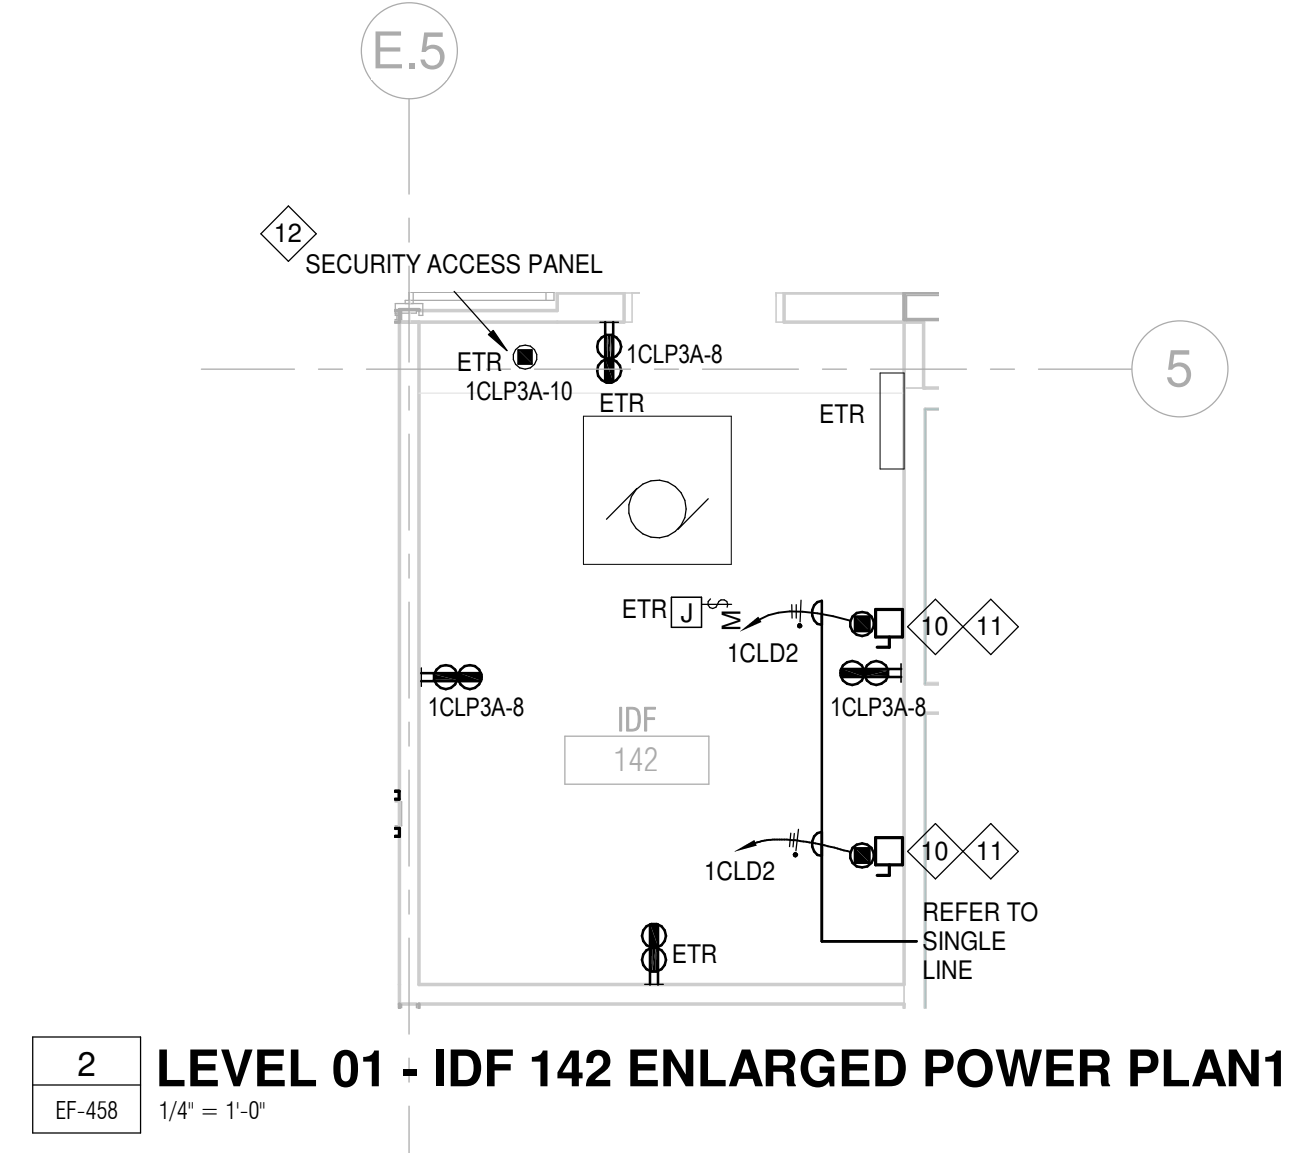 E.5
12
SECURITY ACCESS PANEL
ETR
1CLP3A-10
1CLP3A-8
ETR
5
ETR
ETR
J
$
M
1CLD2
10
11
1CLP3A-8
1CLP3A-8
IDF
142
1CLD2
10
11
REFER TO
SINGLE
LINE
ETR
2
EF-458
LEVEL 01 - IDF 142 ENLARGED POWER PLAN1
1/4" = 1'-0"